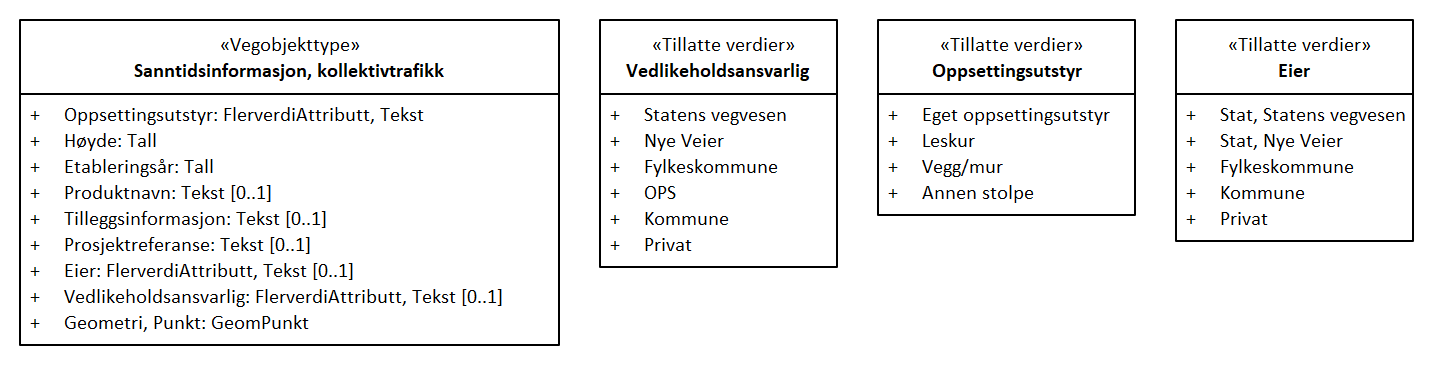 «Vegobjekttype»
Sanntidsinformasjon, kollektivtrafikk
+ Oppsettingsutstyr: FlerverdiAttributt, Tekst
+ Høyde: Tall
+ Etableringsår: Tall
+ Produktnavn: Tekst [0..1]
+ Tilleggsinformasjon: Tekst [0..1]
+ Prosjektreferanse: Tekst [0..1]
+ Eier: FlerverdiAttributt, Tekst [0..1]
+ Vedlikeholdsansvarlig: FlerverdiAttributt, Tekst [0..1]
+ Geometri, Punkt: GeomPunkt
«Tillatte verdier»
Vedlikeholdsansvarlig
+ Statens vegvesen
+ Nye Veier
+ Fylkeskommune
+ OPS
+ Kommune
+ Privat
«Tillatte verdier»
Oppsettingsutstyr
+ Eget oppsettingsutstyr
+ Leskur
+ Vegg/mur
+ Annen stolpe
«Tillatte verdier»
Eier
+ Stat, Statens vegvesen
+ Stat, Nye Veier
+ Fylkeskommune
+ Kommune
+ Privat